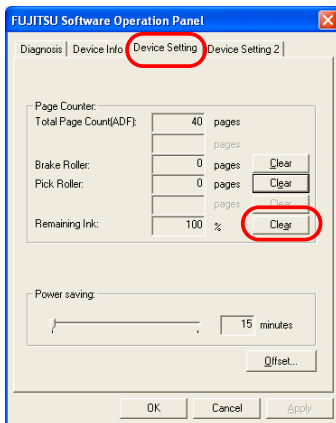 FUJITSU Software Operation Panel
Diagnosis Device Info Device Setting Device Setting 2
Page Counter:
Total Page Count(ADF): 40 pages
pages
Brake Roller: 0 pages Clear
Pick Roller: 0 pages Clear
pages Clear
Remaining Ink: 100 % Clear
Power saving:
15 minutes
Offset...
OK Cancel Apply